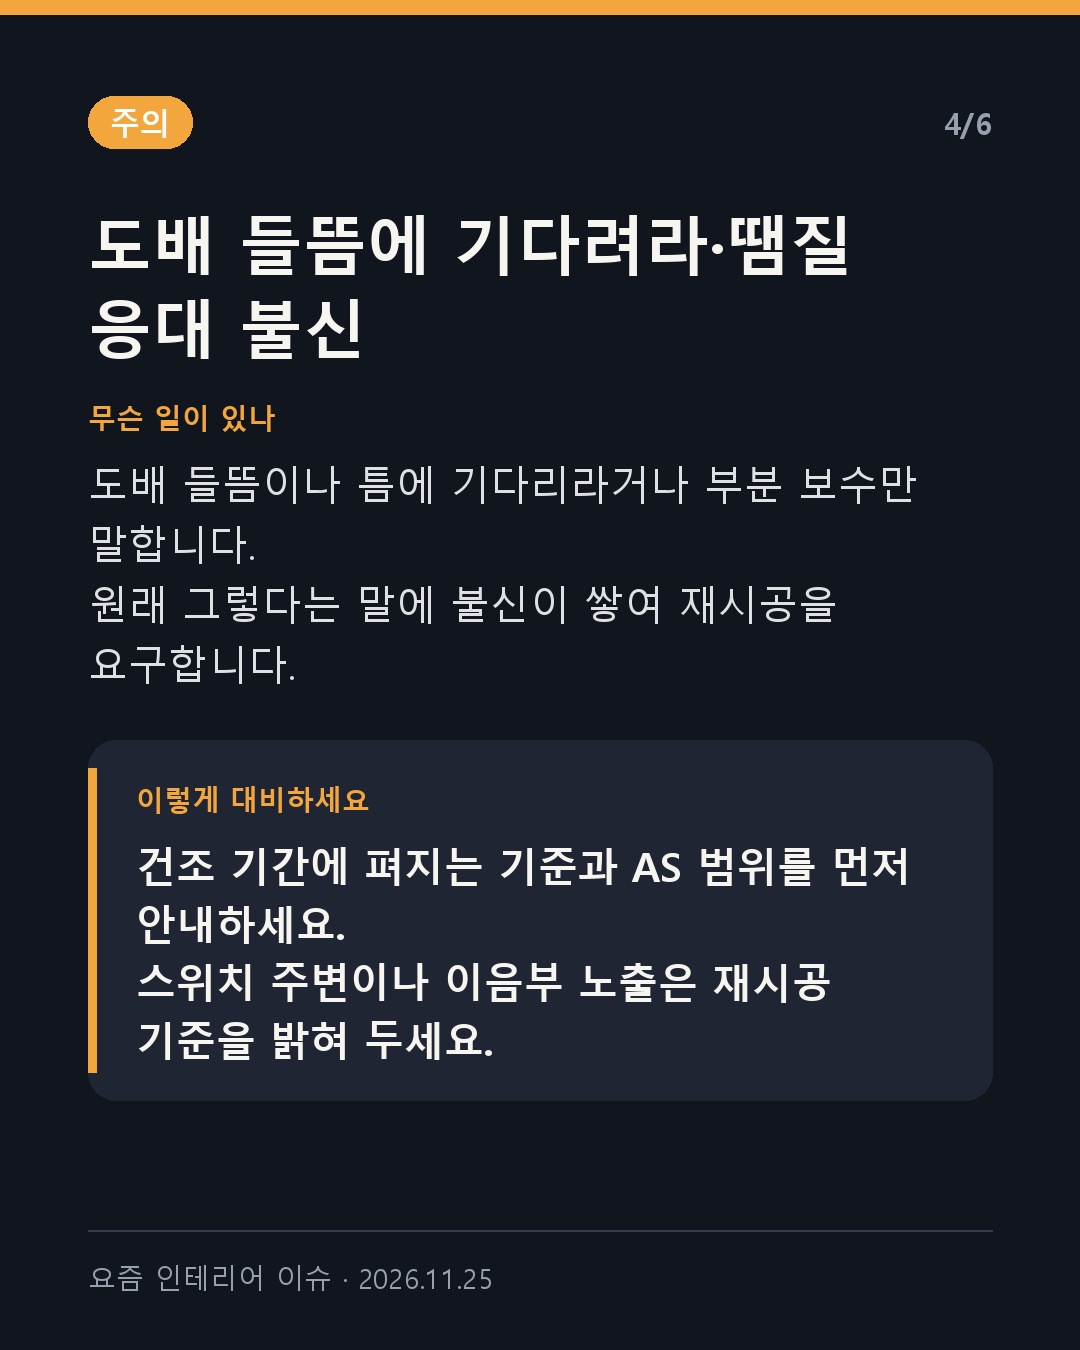 주의
4/6
도배 들뜸에 기다려라·땜질
응대 불신
무슨 일이 있나
도배 들뜸이나 틈에 기다리라거나 부분 보수만
말합니다.
원래 그렇다는 말에 불신이 쌓여 재시공을
요구합니다.
이렇게 대비하세요
건조 기간에 펴지는 기준과 AS 범위를 먼저
안내하세요.
스위치 주변이나 이음부 노출은 재시공
기준을 밝혀 두세요.
요즘 인테리어 이슈 · 2026.11.25